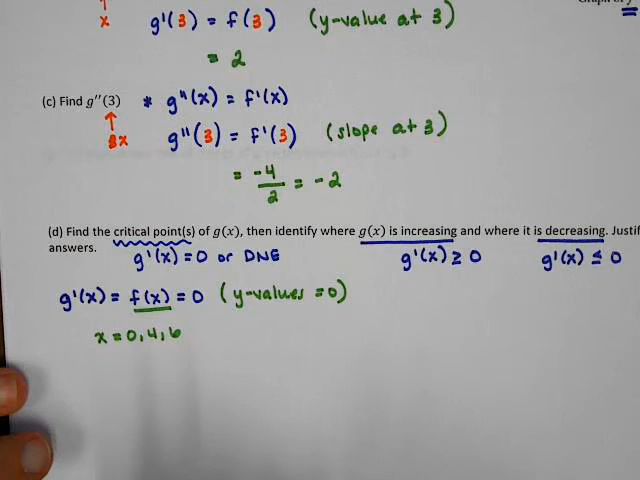 x g'(3) = f(3) (y-value at 3)
= 2
(c) Find g''(3) * g''(x) = f'(x)
x g''(3) = f'(3) (slope at 3)
= -4/2 = -2
(d) Find the critical point(s) of g(x), then identify where g(x) is increasing and where it is decreasing.
answers. g'(x) = 0 or DNE g'(x) ≥ 0 g'(x) ≤ 0
g'(x) = f(x) = 0 (y-values = 0)
x = 0, 4, 6